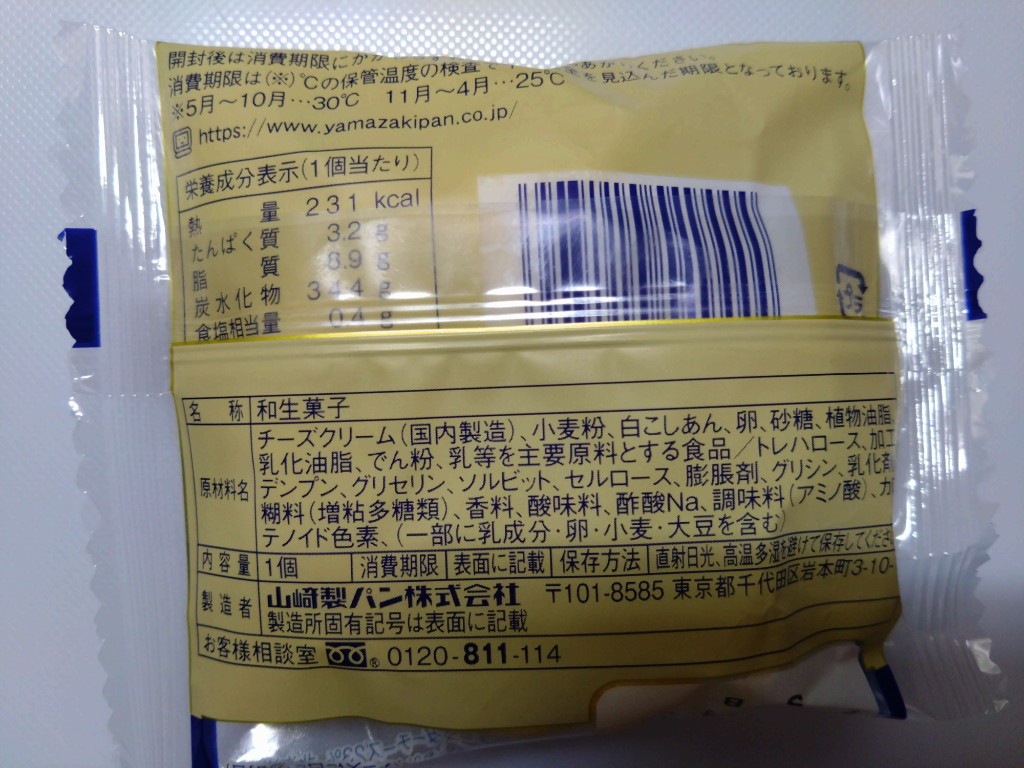 開封後は消費期限にかか
消費期限は(※)℃の保管温度の検査 を見込んだ期限となっております。
※5月～10月…30℃ 11月～4月…25℃
https://www.yamazakipan.co.jp/
栄養成分表示(1個当たり)
熱量 231 kcal
たんぱく質 3.2 g
脂質 8.9 g
炭水化物 34.4 g
食塩相当量 0.4 g
名称 和生菓子
原材料名 チーズクリーム(国内製造)、小麦粉、白こしあん、卵、砂糖、植物油脂、
乳化油脂、でん粉、乳等を主要原料とする食品/トレハロース、加工
デンプン、グリセリン、ソルビット、セルロース、膨脹剤、グリシン、乳化剤
糊料(増粘多糖類)、香料、酸味料、酢酸Na、調味料(アミノ酸)、カロ
テノイド色素、(一部に乳成分・卵・小麦・大豆を含む)
内容量 1個 消費期限 表面に記載 保存方法 直射日光、高温多湿を避けて保存してくださ
製造者 山崎製パン株式会社 〒101-8585 東京都千代田区岩本町3-10-
製造所固有記号は表面に記載
お客様相談室 ® 0120-811-114